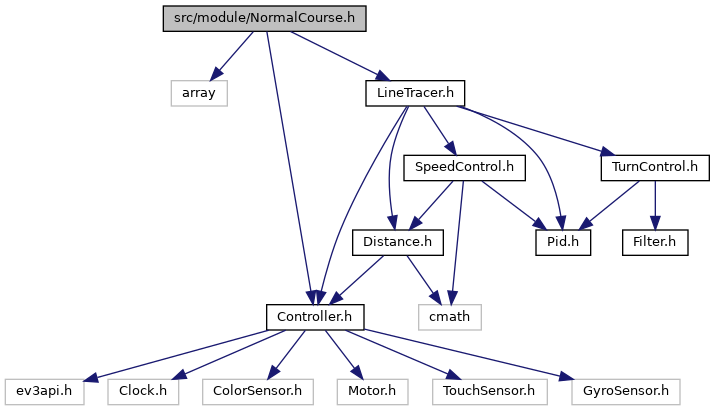 src/module/NormalCourse.h
array
LineTracer.h
SpeedControl.h
TurnControl.h
Distance.h
Pid.h
Filter.h
Controller.h
cmath
ev3api.h
Clock.h
ColorSensor.h
Motor.h
TouchSensor.h
GyroSensor.h